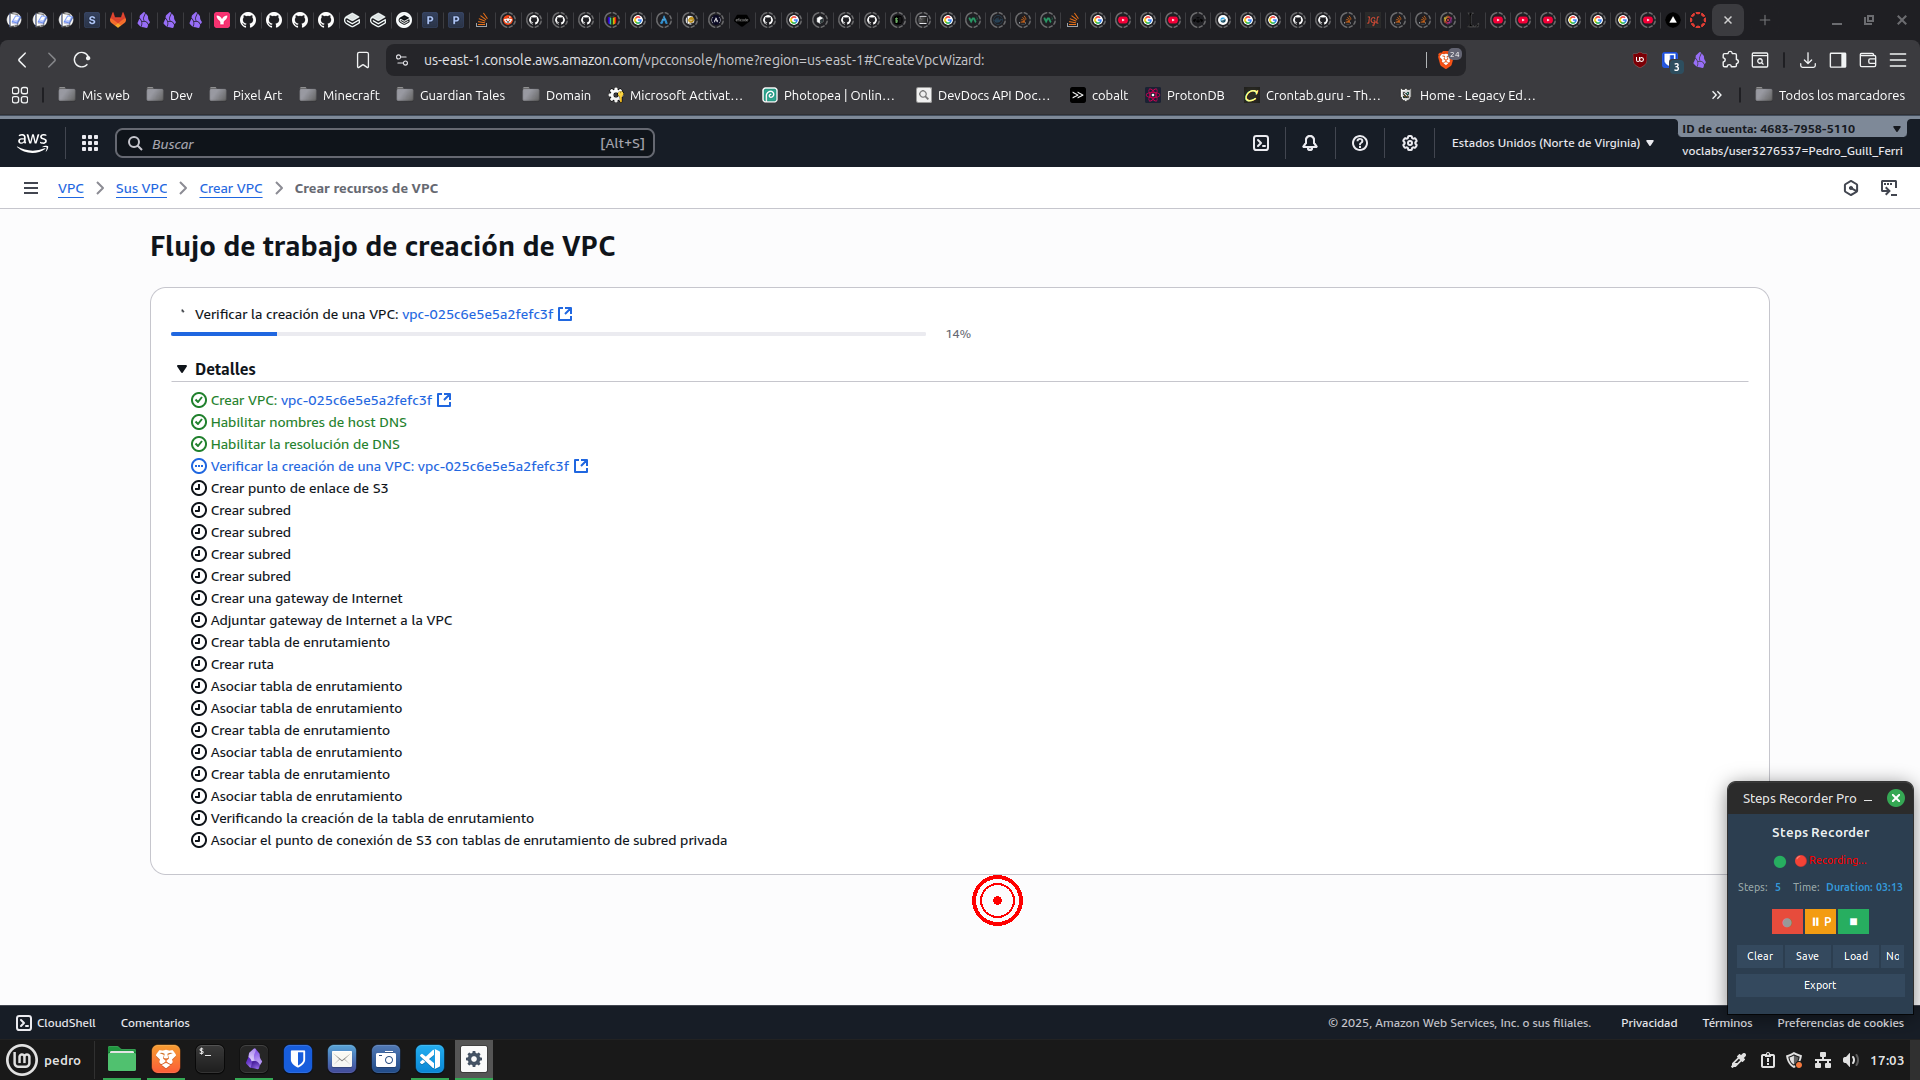 us-east-1.console.aws.amazon.com/vpcconsole/home?region=us-east-1#CreateVpcWizard:
24
3
Mis web
Dev
Pixel Art
Minecraft
Guardian Tales
Domain
Microsoft Activat...
Photopea | Onlin...
DevDocs API Doc...
cobalt
ProtonDB
Crontab.guru - Th...
Home - Legacy Ed...
Todos los marcadores
aws
Buscar
[Alt+S]
Estados Unidos (Norte de Virginia)
ID de cuenta: 4683-7958-5110
voclabs/user3276537=Pedro_Guill_Ferri
VPC
Sus VPC
Crear VPC
Crear recursos de VPC
Flujo de trabajo de creación de VPC
Verificar la creación de una VPC: vpc-025c6e5e5a2fefc3f
14%
Detalles
Crear VPC: vpc-025c6e5e5a2fefc3f
Habilitar nombres de host DNS
Habilitar la resolución de DNS
Verificar la creación de una VPC: vpc-025c6e5e5a2fefc3f
Crear punto de enlace de S3
Crear subred
Crear subred
Crear subred
Crear subred
Crear una gateway de Internet
Adjuntar gateway de Internet a la VPC
Crear tabla de enrutamiento
Crear ruta
Asociar tabla de enrutamiento
Asociar tabla de enrutamiento
Crear tabla de enrutamiento
Asociar tabla de enrutamiento
Crear tabla de enrutamiento
Asociar tabla de enrutamiento
Verificando la creación de la tabla de enrutamiento
Asociar el punto de conexión de S3 con tablas de enrutamiento de subred privada
Steps Recorder Pro
Steps Recorder
Recording...
Steps: 5 Time: Duration: 03:13
P
Clear
Save
Load
No
Export
CloudShell
Comentarios
© 2025, Amazon Web Services, Inc. o sus filiales.
Privacidad
Términos
Preferencias de cookies
pedro
17:03